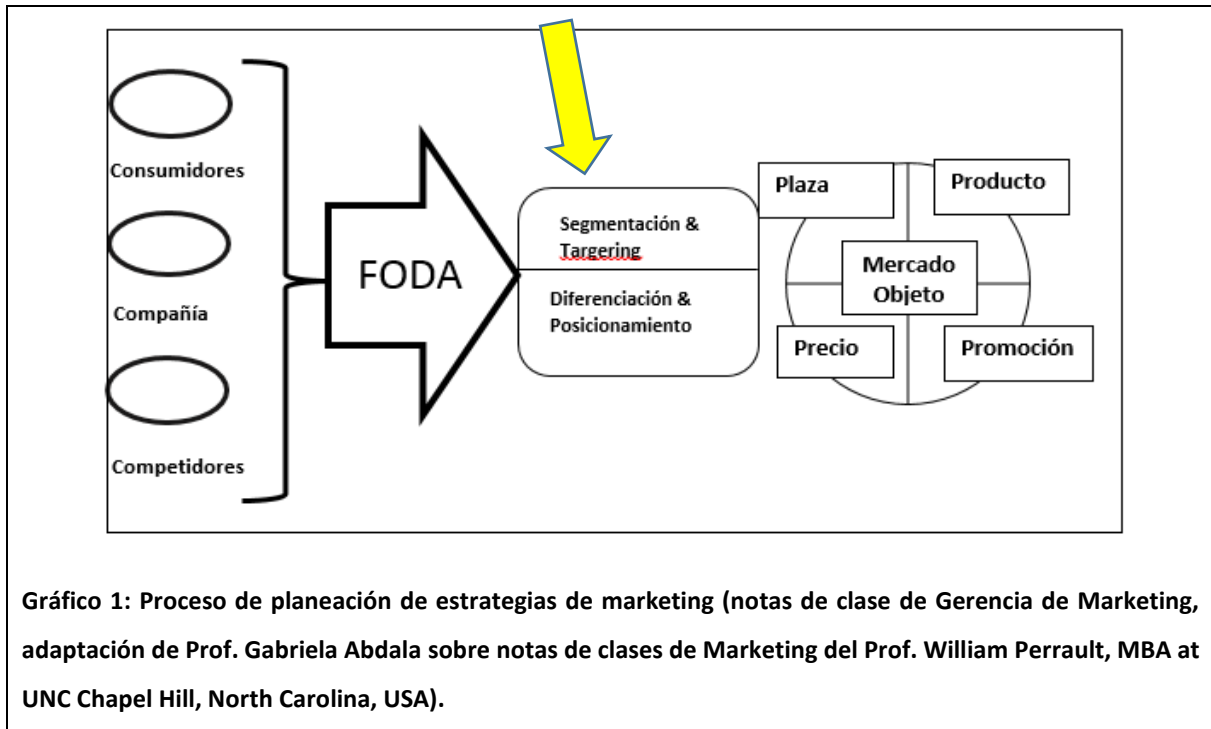 Consumidores
Compañía
Competidores
FODA
Segmentación &
Targering
Diferenciación &
Posicionamiento
Plaza
Producto
Mercado
Objeto
Precio
Promoción
Gráfico 1: Proceso de planeación de estrategias de marketing (notas de clase de Gerencia de Marketing,
adaptación de Prof. Gabriela Abdala sobre notas de clases de Marketing del Prof. William Perrault, MBA at
UNC Chapel Hill, North Carolina, USA).